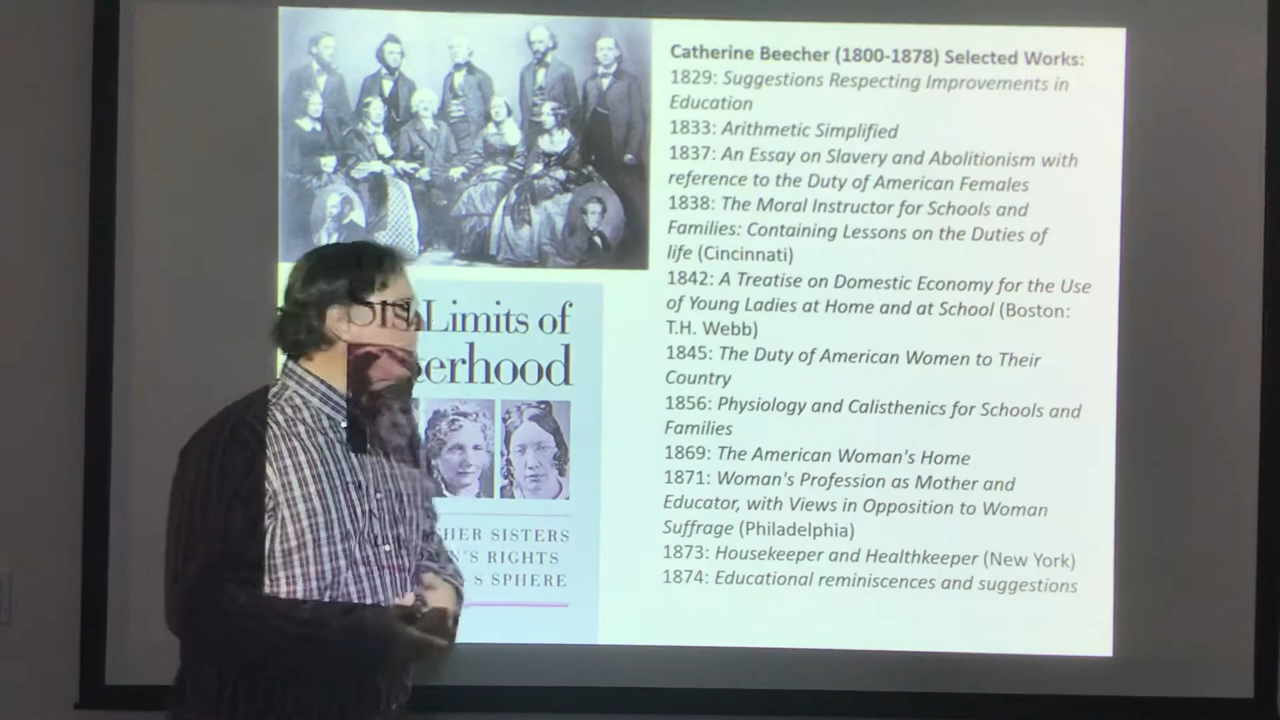 Catherine Beecher (1800-1878) Selected Works:
1829: Suggestions Respecting Improvements in
Education
1833: Arithmetic Simplified
1837: An Essay on Slavery and Abolitionism with
reference to the Duty of American Females
1838: The Moral Instructor for Schools and
Families: Containing Lessons on the Duties of
life (Cincinnati)
1842: A Treatise on Domestic Economy for the Use
of Young Ladies at Home and at School (Boston:
T.H. Webb)
1845: The Duty of American Women to Their
Country
1856: Physiology and Calisthenics for Schools and
Families
1869: The American Woman's Home
1871: Woman's Profession as Mother and
Educator, with Views in Opposition to Woman
Suffrage (Philadelphia)
1873: Housekeeper and Healthkeeper (New York)
1874: Educational reminiscences and suggestions
Limits of
erhood
HER SISTERS
N'S RIGHTS
S SPHERE